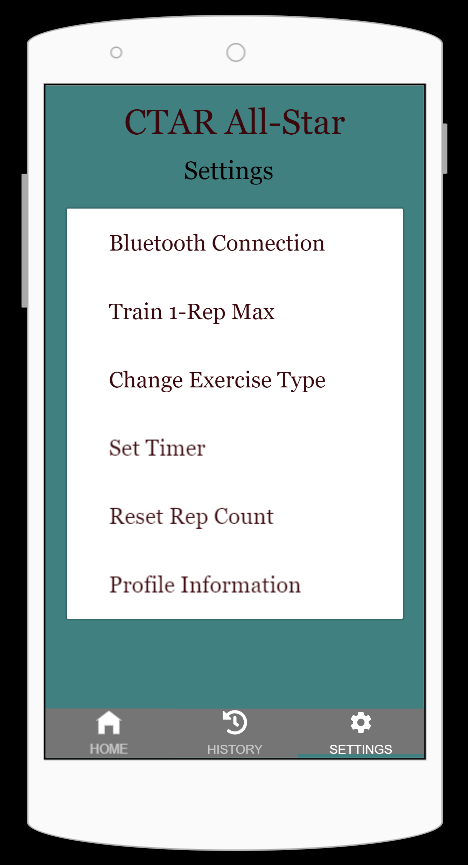 CTAR All-Star
Settings
Bluetooth Connection
Train 1-Rep Max
Change Exercise Type
Set Timer
Reset Rep Count
Profile Information
HOME HISTORY SETTINGS